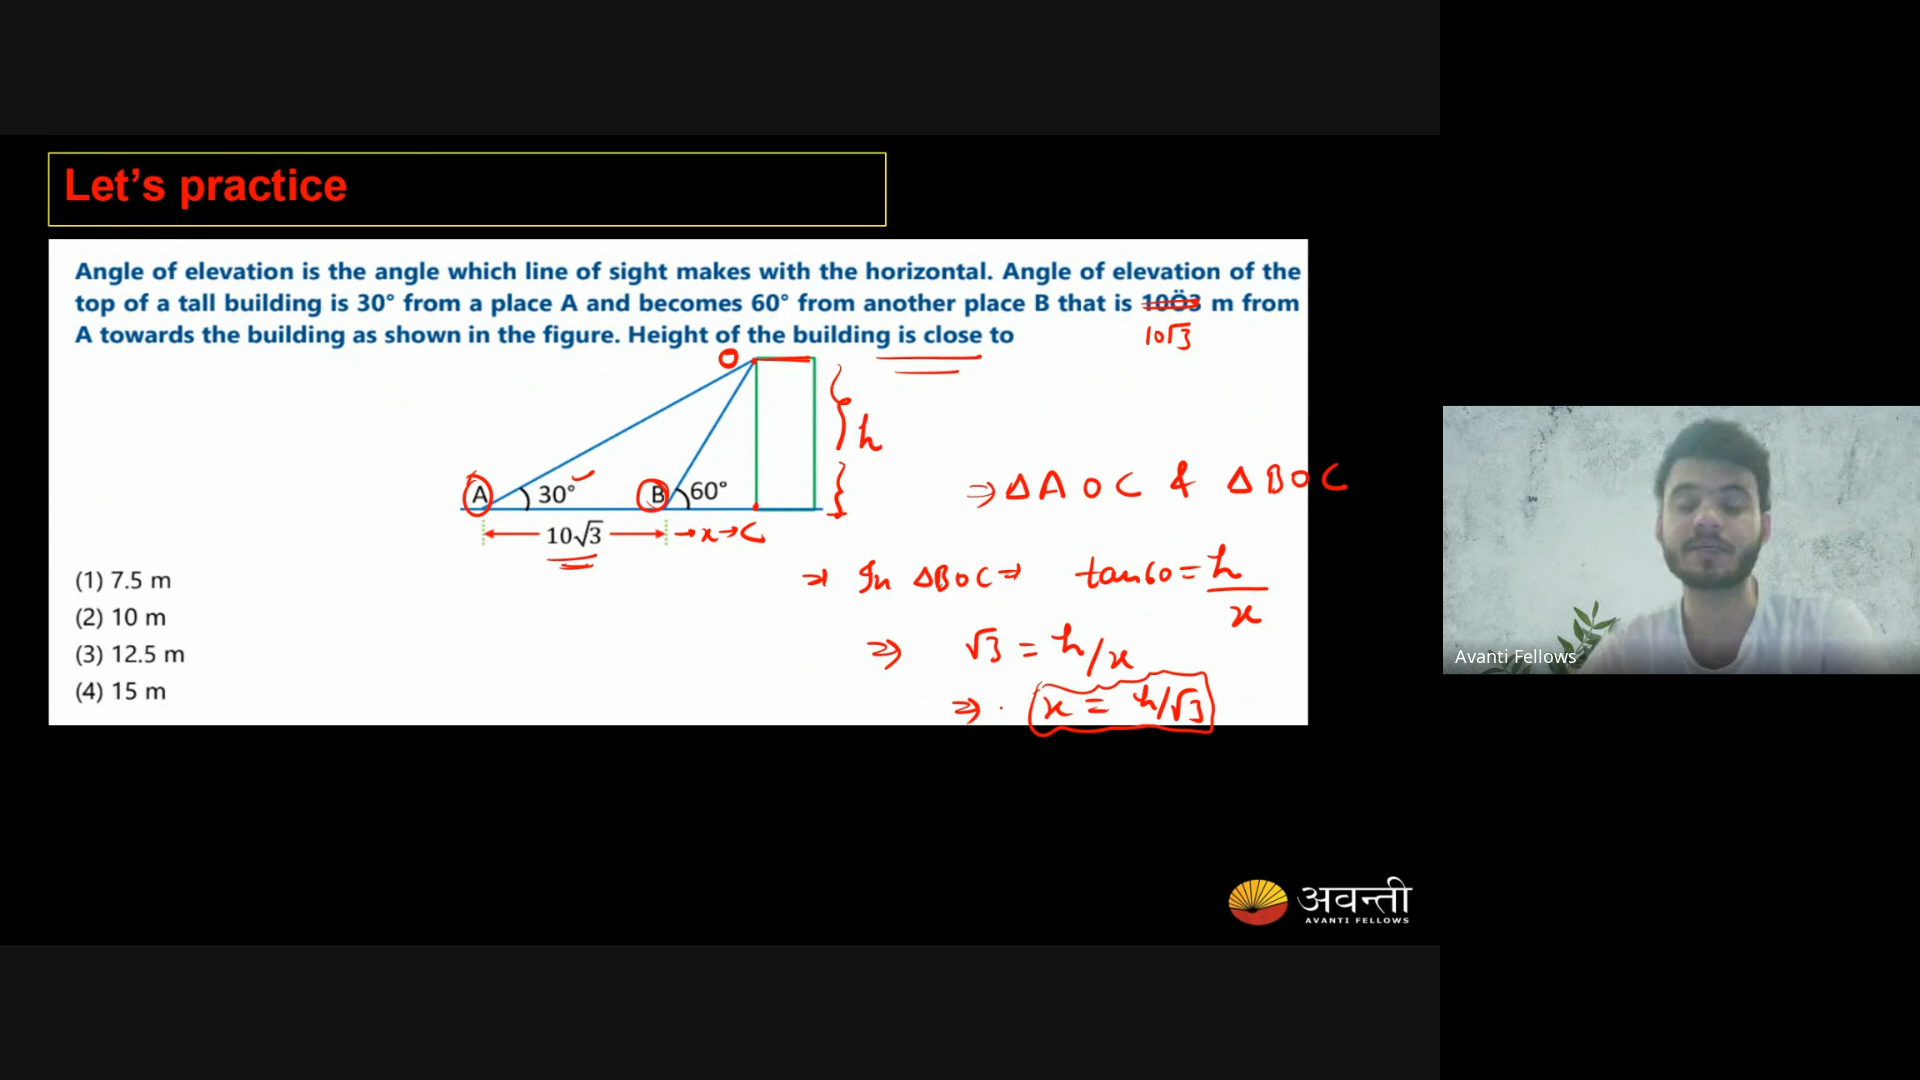 Let's practice
Angle of elevation is the angle which line of sight makes with the horizontal. Angle of elevation of the
top of a tall building is 30° from a place A and becomes 60° from another place B that is 10Ö3 m from
10√3
A towards the building as shown in the figure. Height of the building is close to
O
h
A 30° B 60°
⇒ △AOC & △BOC
10√3 x C
⇒ In △BOC ⇒ tan60 = h/x
(1) 7.5 m
(2) 10 m
(3) 12.5 m
(4) 15 m
⇒ √3 = h/x
⇒ x = h/√3
Avanti Fellows
अवन्ती
AVANTI FELLOWS